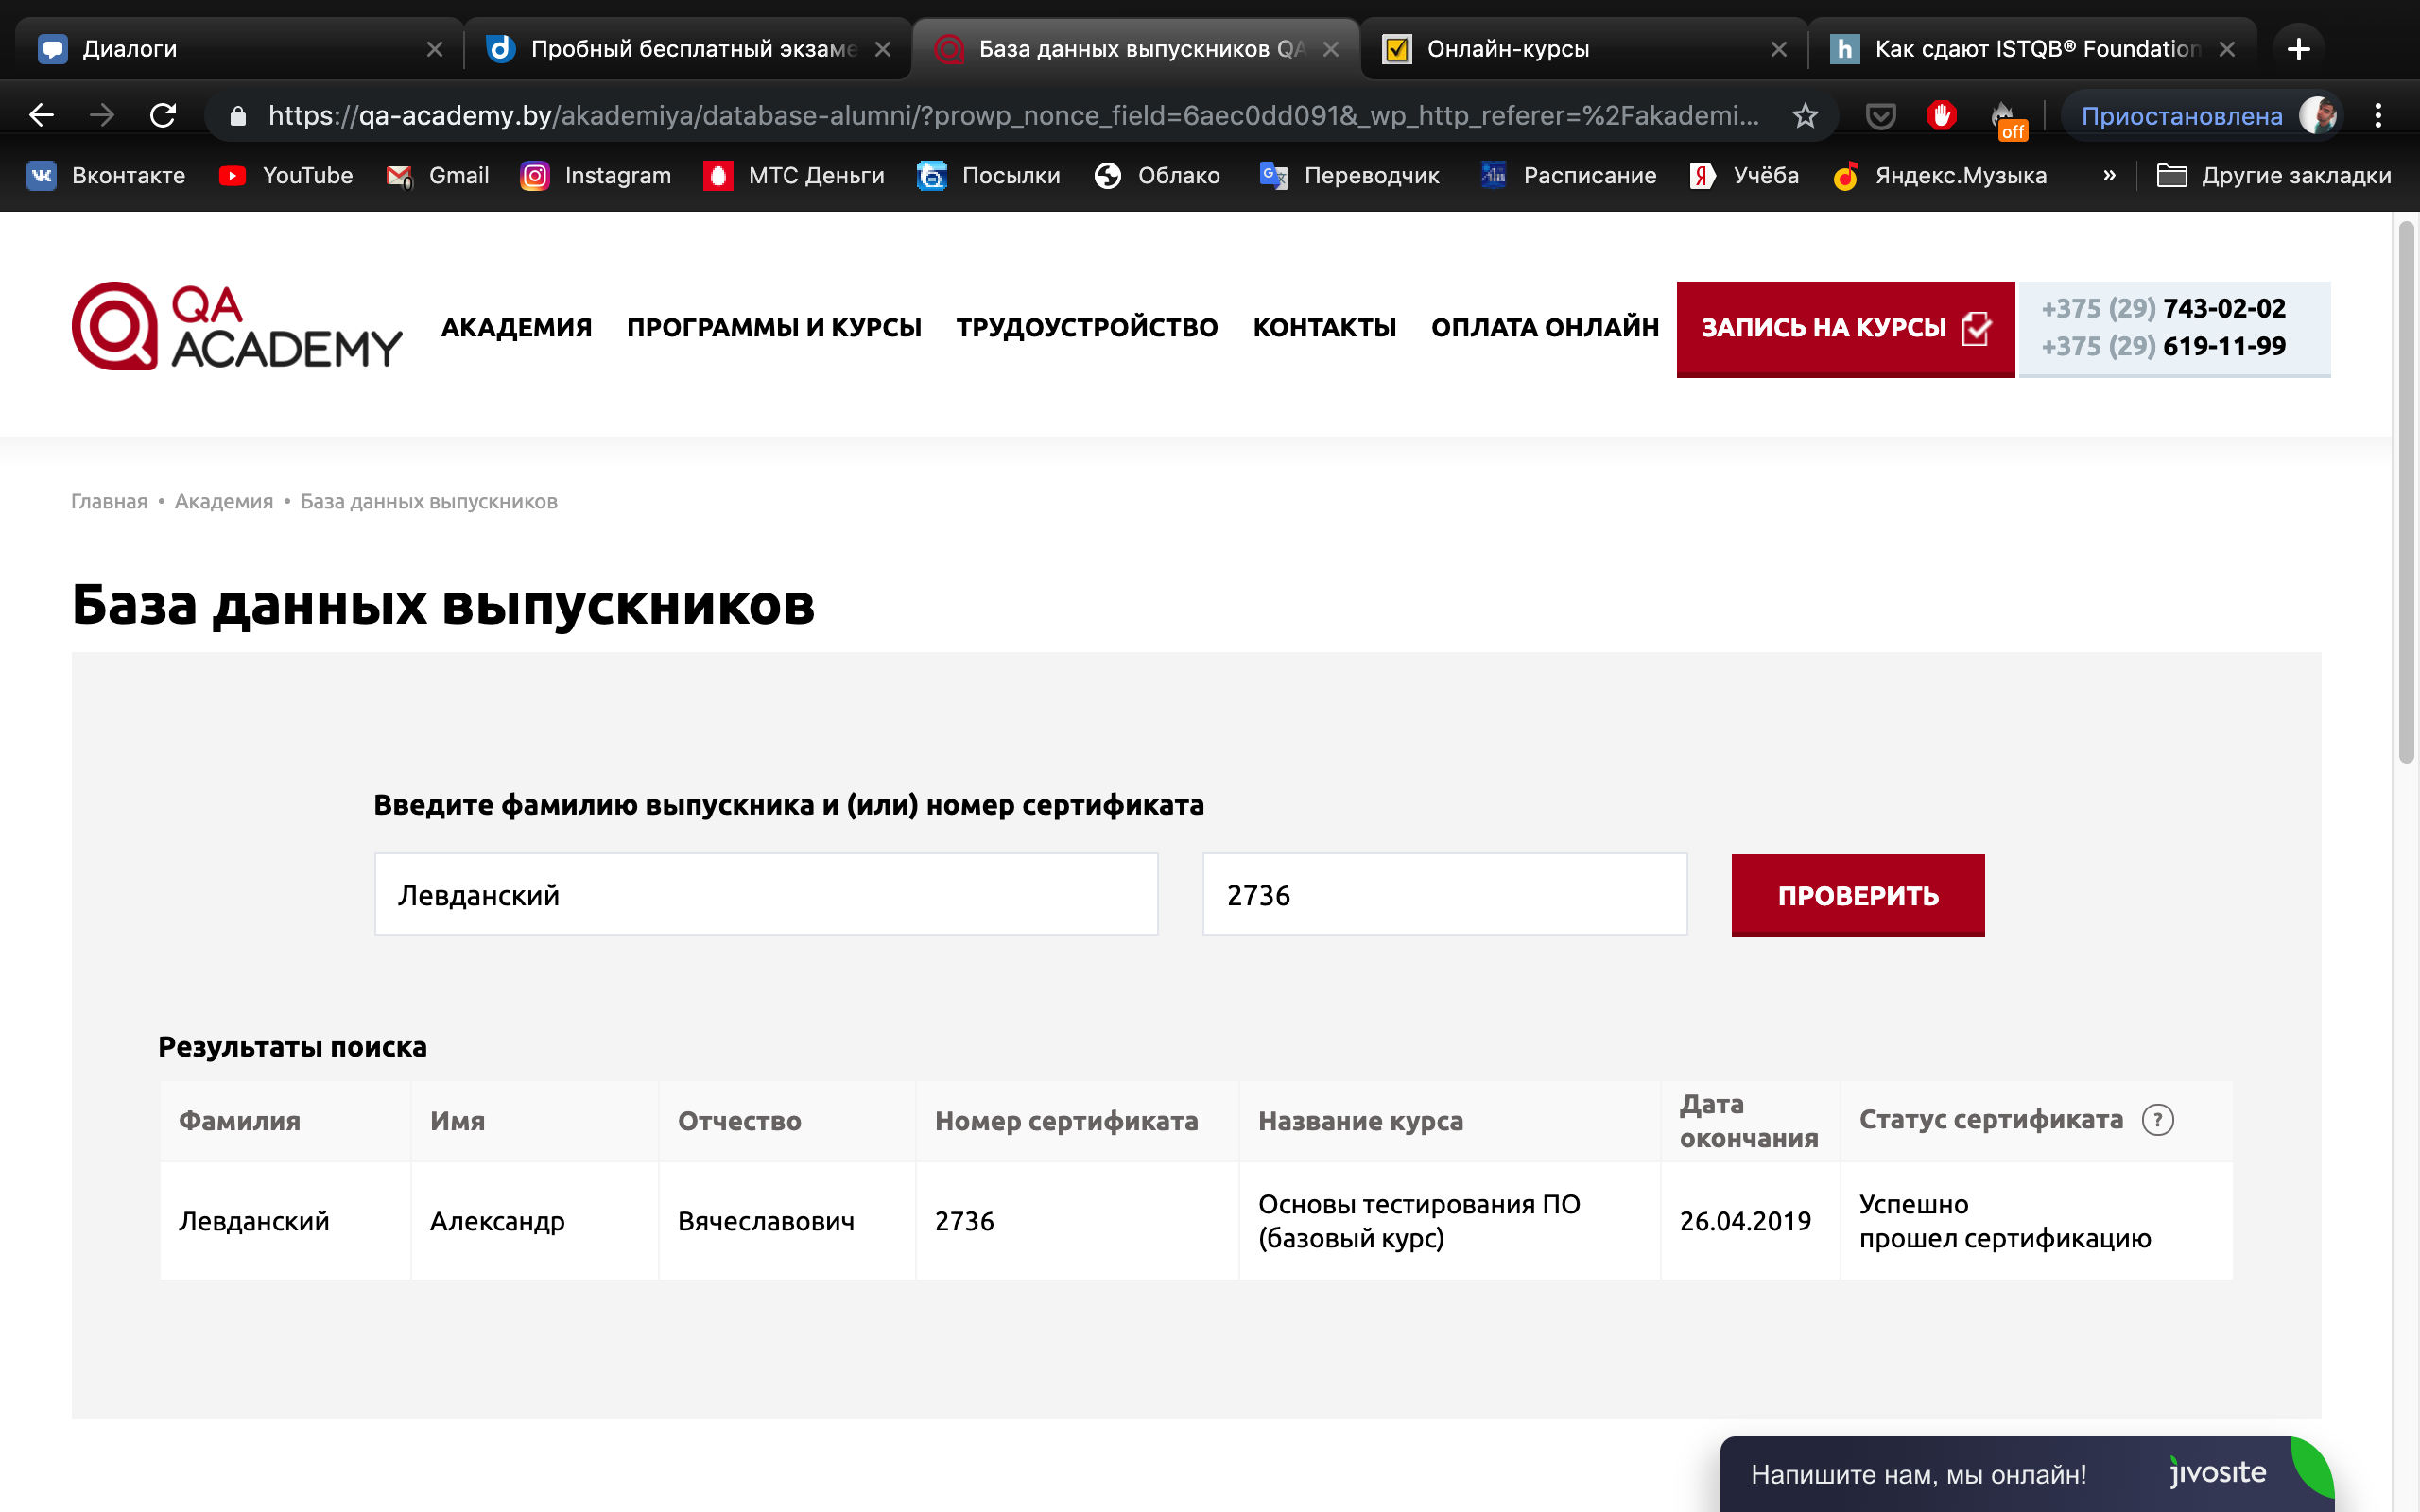 Диалоги
Пробный бесплатный экзаме
База данных выпускников QA
Онлайн-курсы
Как сдают ISTQB® Foundation
https://qa-academy.by/akademiya/database-alumni/?prowp_nonce_field=6aec0dd091&_wp_http_referer=%2Fakademi...
off
Приостановлена
Вконтакте
YouTube
Gmail
Instagram
МТС Деньги
Посылки
Облако
Переводчик
Расписание
Учёба
Яндекс.Музыка
»
Другие закладки
QA
ACADEMY
АКАДЕМИЯ
ПРОГРАММЫ И КУРСЫ
ТРУДОУСТРОЙСТВО
КОНТАКТЫ
ОПЛАТА ОНЛАЙН
ЗАПИСЬ НА КУРСЫ
+375 (29) 743-02-02
+375 (29) 619-11-99
Главная • Академия • База данных выпускников
База данных выпускников
Введите фамилию выпускника и (или) номер сертификата
Левданский
2736
ПРОВЕРИТЬ
Результаты поиска
Фамилия
Имя
Отчество
Номер сертификата
Название курса
Дата
окончания
Статус сертификата ?
Левданский
Александр
Вячеславович
2736
Основы тестирования ПО
(базовый курс)
26.04.2019
Успешно
прошел сертификацию
Напишите нам, мы онлайн!
jivosite